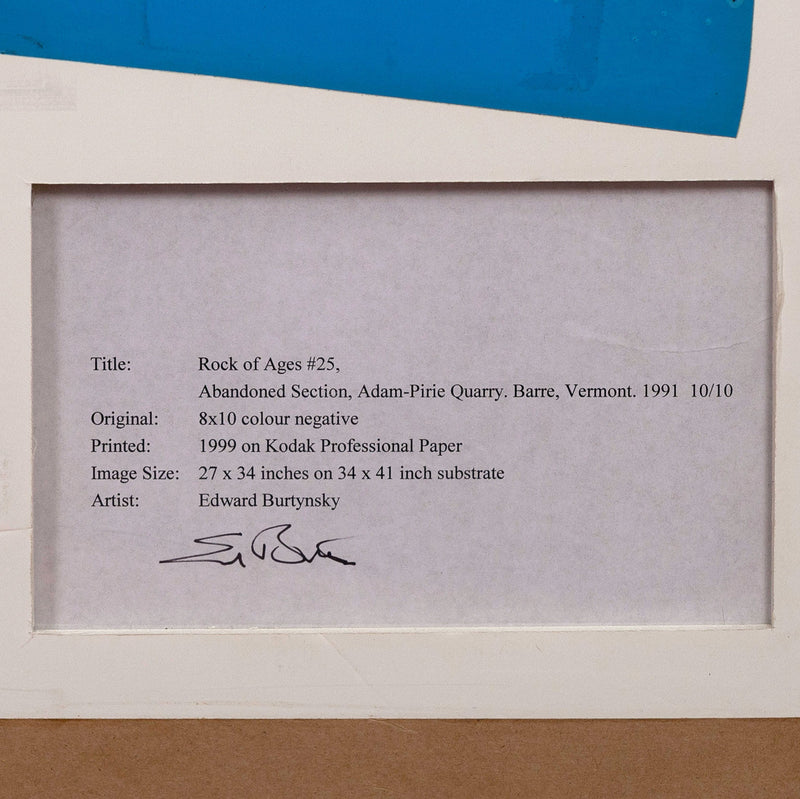 Title: Rock of Ages #25,
Abandoned Section, Adam-Pirie Quarry. Barre, Vermont. 1991 10/10
Original: 8x10 colour negative
Printed: 1999 on Kodak Professional Paper
Image Size: 27 x 34 inches on 34 x 41 inch substrate
Artist: Edward Burtynsky